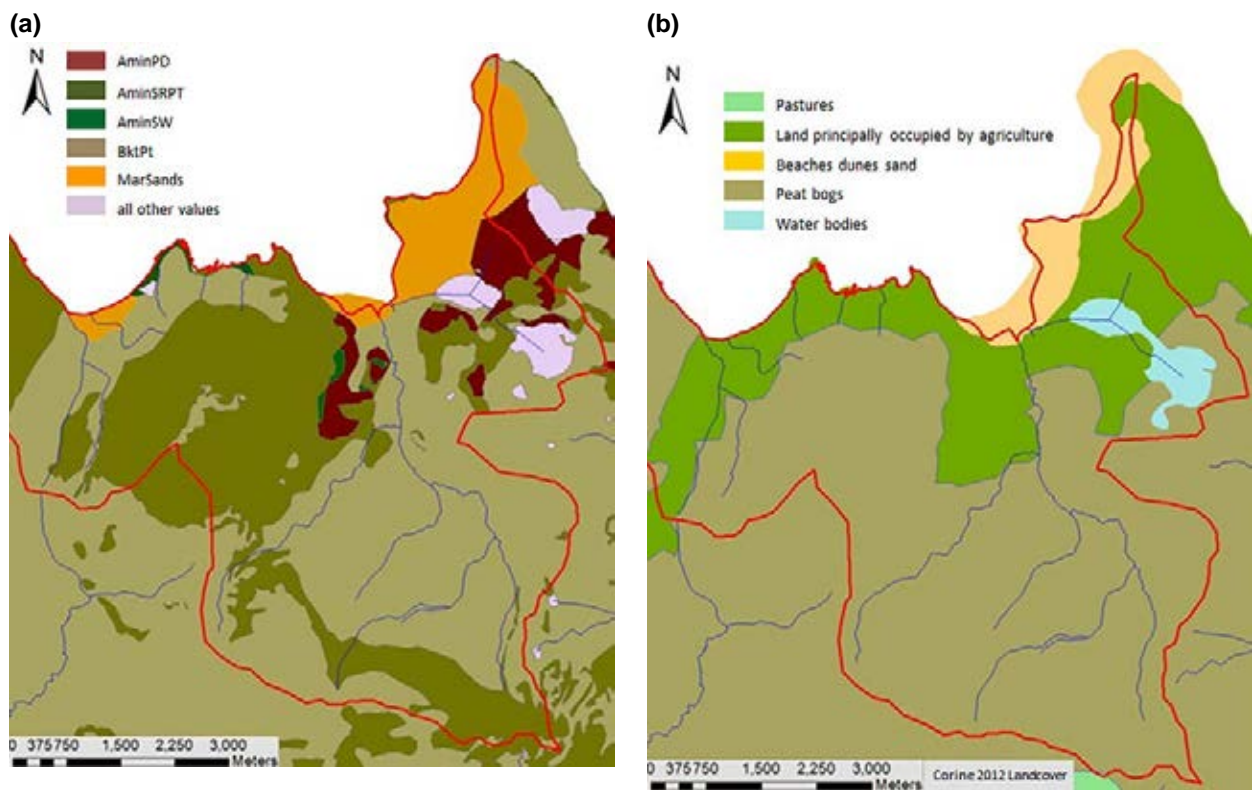 (a)
N
AminPD
AminSRPT
AminSW
BktPt
MarSands
all other values
0 375750 1,500 2,250 3,000
Meters
(b)
N
Pastures
Land principally occupied by agriculture
Beaches dunes sand
Peat bogs
Water bodies
0 375 750 1,500 2,250 3,000
Meters
Corine 2012 Landcover